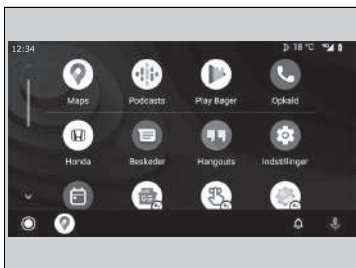 12:34
18 °C
Maps
Podcasts
Play Bøger
Opkald
Honda
Beskeder
Hangouts
Indstillinger